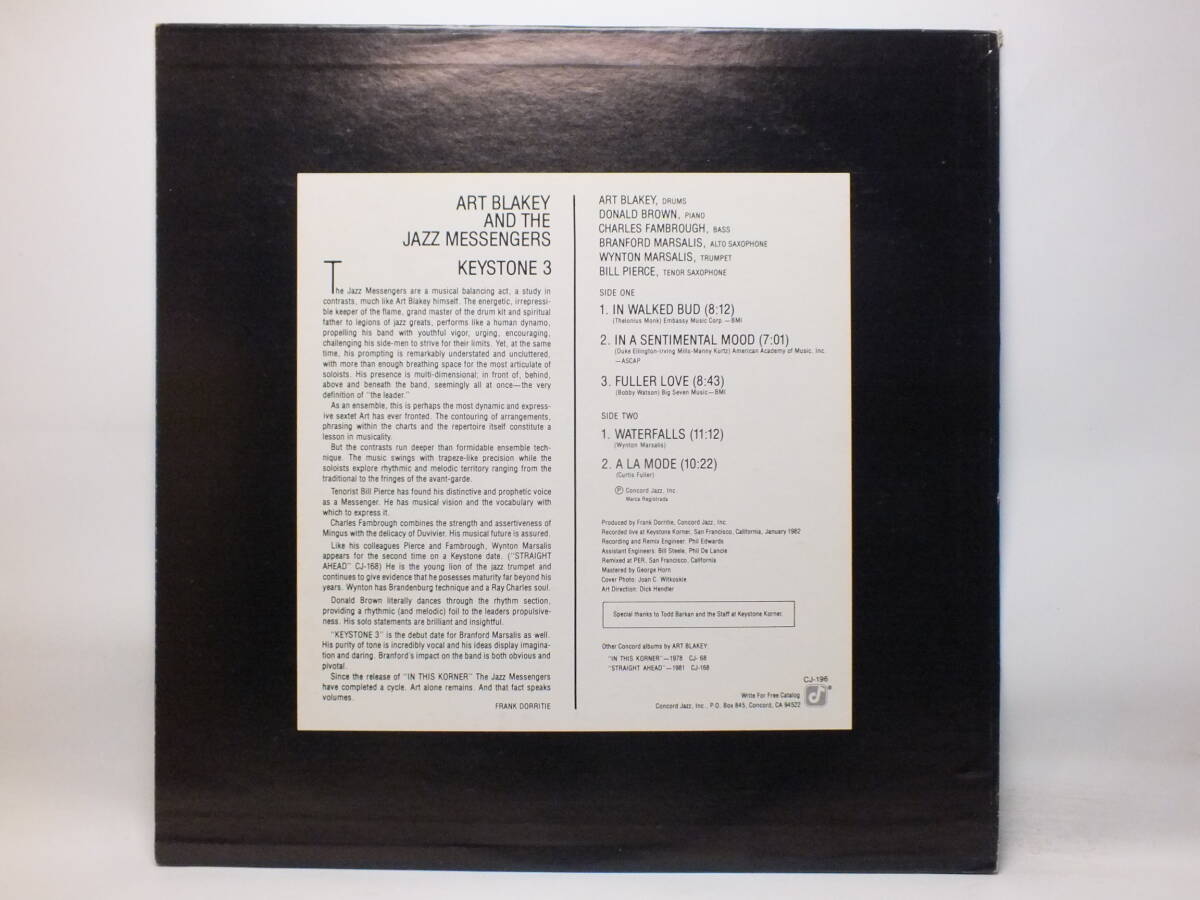 ART BLAKEY
AND THE
JAZZ MESSENGERS
KEYSTONE 3
The Jazz Messengers are a musical balancing act, a study in
contrasts, much like Art Blakey himself. The energetic, irrepressi-
ble keeper of the flame, grand master of the drum kit and spiritual
father to legions of jazz greats, performs like a human dynamo,
propelling his band with youthful vigor, urging, encouraging,
challenging his side-men to strive for their limits. Yet, at the same
time, his prompting is remarkably understated and uncluttered,
with more than enough breathing space for the most articulate of
soloists. His presence is multi-dimensional; in front of, behind,
above and beneath the band, seemingly all at once—the very
definition of "the leader."
As an ensemble, this is perhaps the most dynamic and express-
ive sextet Art has ever fronted. The contouring of arrangements,
phrasing within the charts and the repertoire itself constitute a
lesson in musicality.
But the contrasts run deeper than formidable ensemble tech-
nique. The music swings with trapeze-like precision while the
soloists explore rhythmic and melodic territory ranging from the
traditional to the fringes of the avant-garde.
Tenorist Bill Pierce has found his distinctive and prophetic voice
as a Messenger. He has musical vision and the vocabulary with
which to express it.
Charles Fambrough combines the strength and assertiveness of
Mingus with the delicacy of Duvivier. His musical future is assured.
Like his colleagues Pierce and Fambrough, Wynton Marsalis
appears for the second time on a Keystone date. ("STRAIGHT
AHEAD" CJ-168) He is the young lion of the jazz trumpet and
continues to give evidence that he posesses maturity far beyond his
years. Wynton has Brandenburg technique and a Ray Charles soul.
Donald Brown literally dances through the rhythm section,
providing a rhythmic (and melodic) foil to the leaders propulsive-
ness. His solo statements are brilliant and insightful.
"KEYSTONE 3" is the debut date for Branford Marsalis as well.
His purity of tone is incredibly vocal and his ideas display imagina-
tion and daring. Branford's impact on the band is both obvious and
pivotal.
Since the release of "IN THIS KORNER" The Jazz Messengers
have completed a cycle. Art alone remains. And that fact speaks
volumes.
FRANK DORRITIE
ART BLAKEY, DRUMS
DONALD BROWN, PIANO
CHARLES FAMBROUGH, BASS
BRANFORD MARSALIS, ALTO SAXOPHONE
WYNTON MARSALIS, TRUMPET
BILL PIERCE, TENOR SAXOPHONE
SIDE ONE
1. IN WALKED BUD (8:12)
(Thelonius Monk) Embassy Music Corp.—BMI
2. IN A SENTIMENTAL MOOD (7:01)
(Duke Ellington-Irving Mills-Manny Kurtz) American Academy of Music, Inc.
—ASCAP
3. FULLER LOVE (8:43)
(Bobby Watson) Big Seven Music—BMI
SIDE TWO
1. WATERFALLS (11:12)
(Wynton Marsalis)
2. A LA MODE (10:22)
(Curtis Fuller)
Ⓟ Concord Jazz, Inc.
Marca Registrada
Produced by Frank Dorritie, Concord Jazz, Inc.
Recorded live at Keystone Korner, San Francisco, California, January 1982
Recording and Remix Engineer: Phil Edwards
Assistant Engineers: Bill Steele, Phil De Lancie
Remixed at PER, San Francisco, California
Mastered by George Horn
Cover Photo: Joan C. Witkoskie
Art Direction: Dick Hendler
Special thanks to Todd Barkan and the Staff at Keystone Korner.
Other Concord albums by ART BLAKEY:
"IN THIS KORNER"—1978 CJ- 68
"STRAIGHT AHEAD"—1981 CJ-168
CJ-196
Write For Free Catalog
Concord Jazz, Inc., P.O. Box 845, Concord, CA 94522